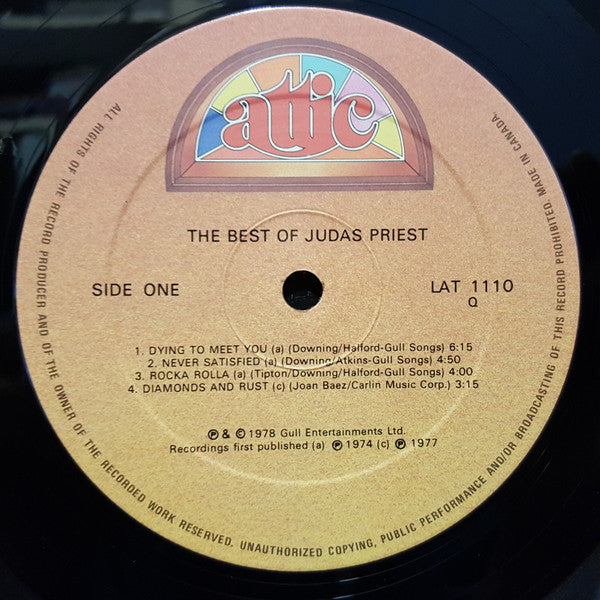 attic
THE BEST OF JUDAS PRIEST
SIDE ONE
LAT 1110
Q
1. DYING TO MEET YOU (a) (Downing/Halford-Gull Songs) 6:15
2. NEVER SATISFIED (a) (Downing/Atkins-Gull Songs) 4:50
3. ROCKA ROLLA (a) (Tipton/Downing/Halford-Gull Songs) 4:00
4. DIAMONDS AND RUST (c) (Joan Baez/Carlin Music Corp.) 3:15
℗ & © 1978 Gull Entertainments Ltd.
Recordings first published (a) ℗ 1974 (c) ℗ 1977
ALL RIGHTS OF THE RECORD PRODUCER AND OF THE OWNER OF THE RECORDED WORK RESERVED. UNAUTHORIZED COPYING, PUBLIC PERFORMANCE AND/OR BROADCASTING OF THIS RECORD PROHIBITED MADE IN CANADA.